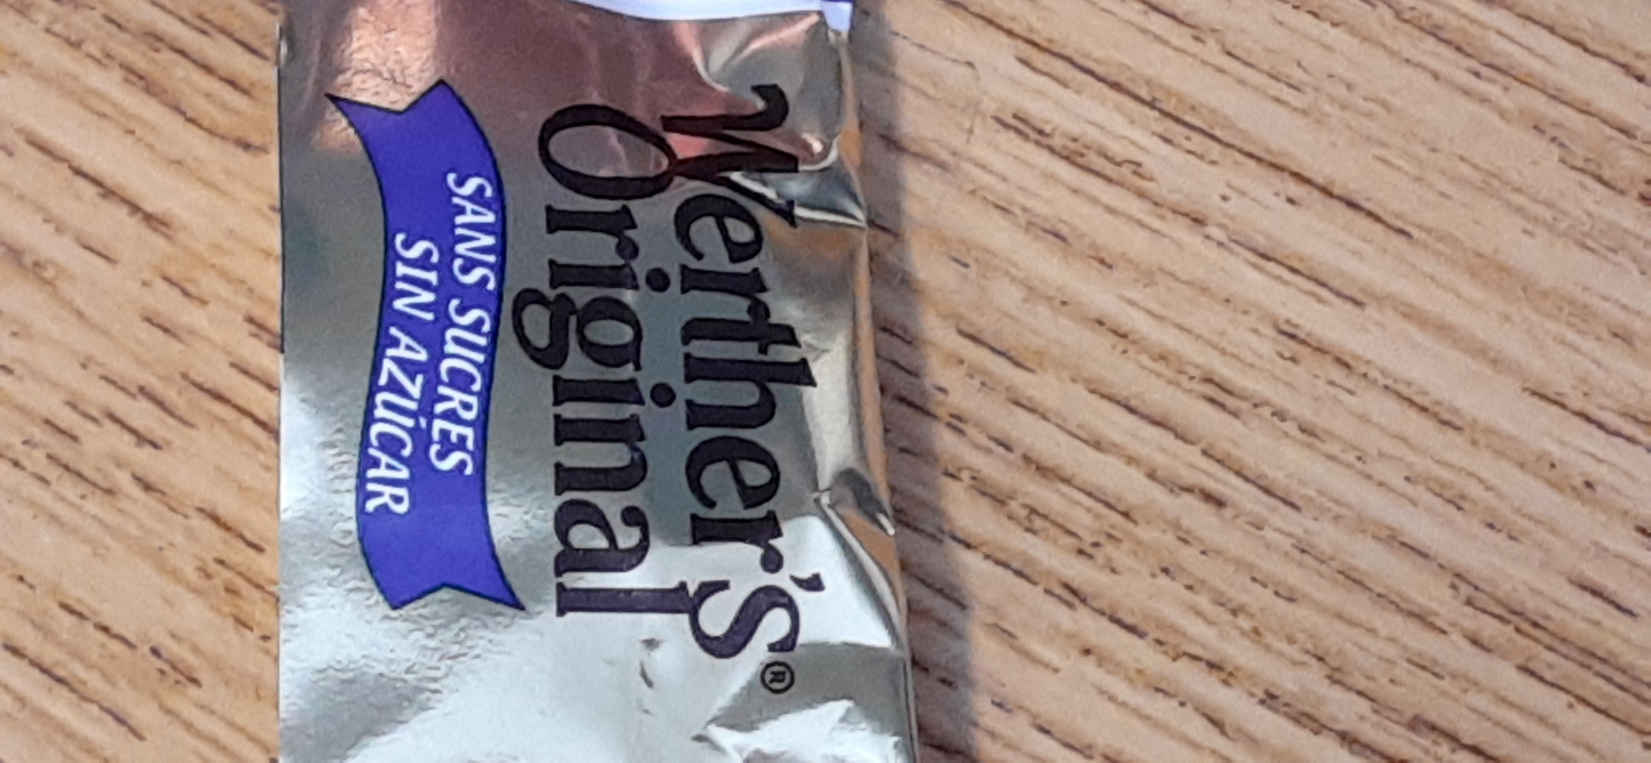 Werther's®
Original
SANS SUCRES
SIN AZÚCAR